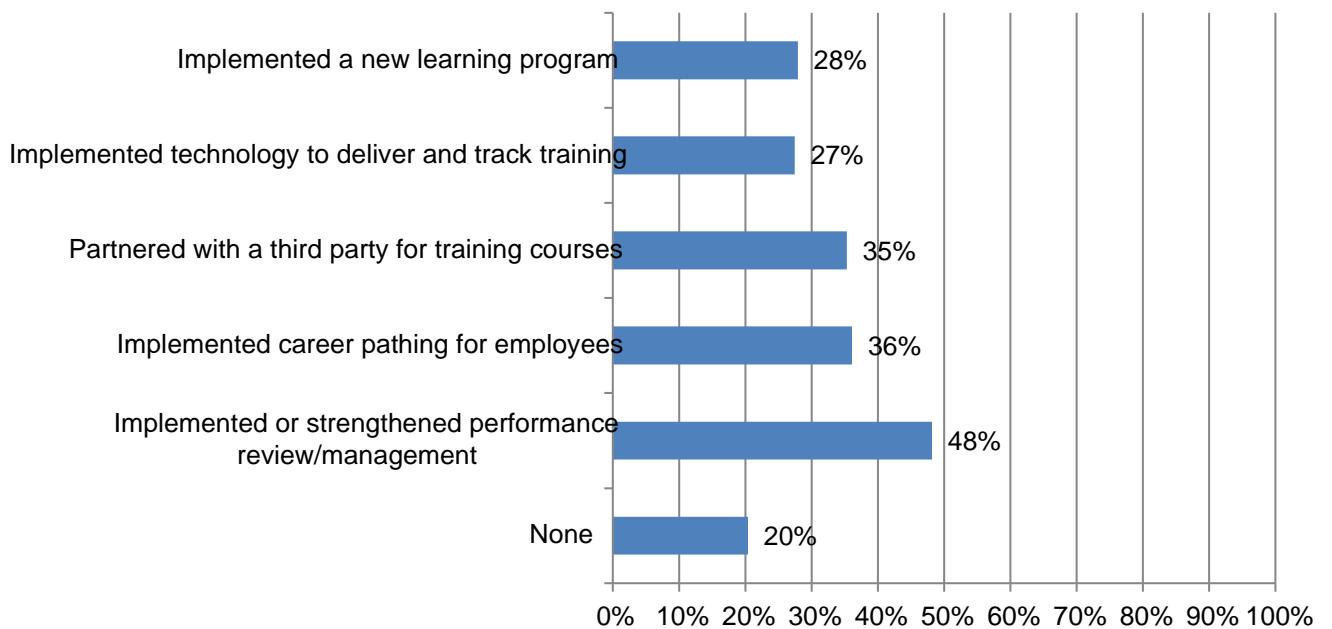 Implemented a new learning program
28%
Implemented technology to deliver and track training
27%
Partnered with a third party for training courses
35%
Implemented career pathing for employees
36%
Implemented or strengthened performance
review/management
48%
None
20%
0% 10% 20% 30% 40% 50% 60% 70% 80% 90% 100%